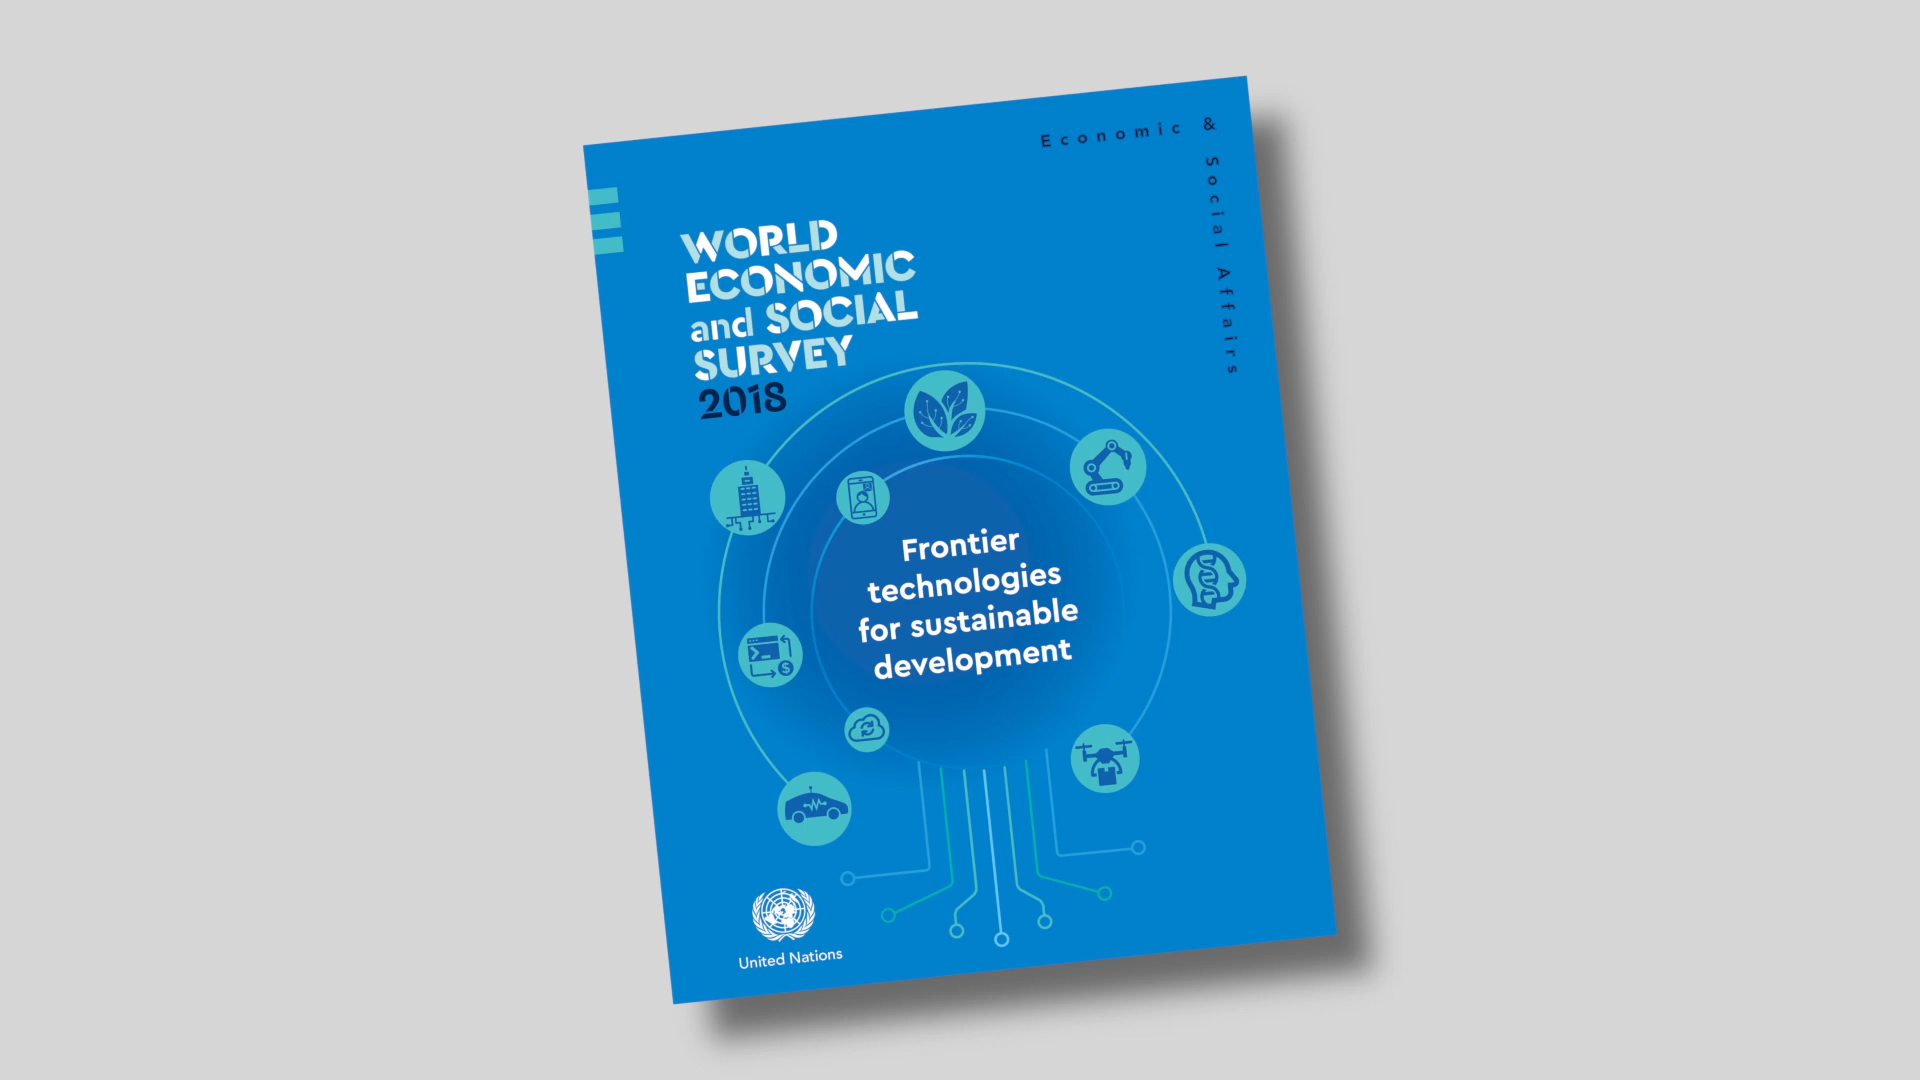 Economic &
Social Affairs
WORLD
ECONOMIC
and SOCIAL
SURVEY
2018
Frontier
technologies
for sustainable
development
$
United Nations